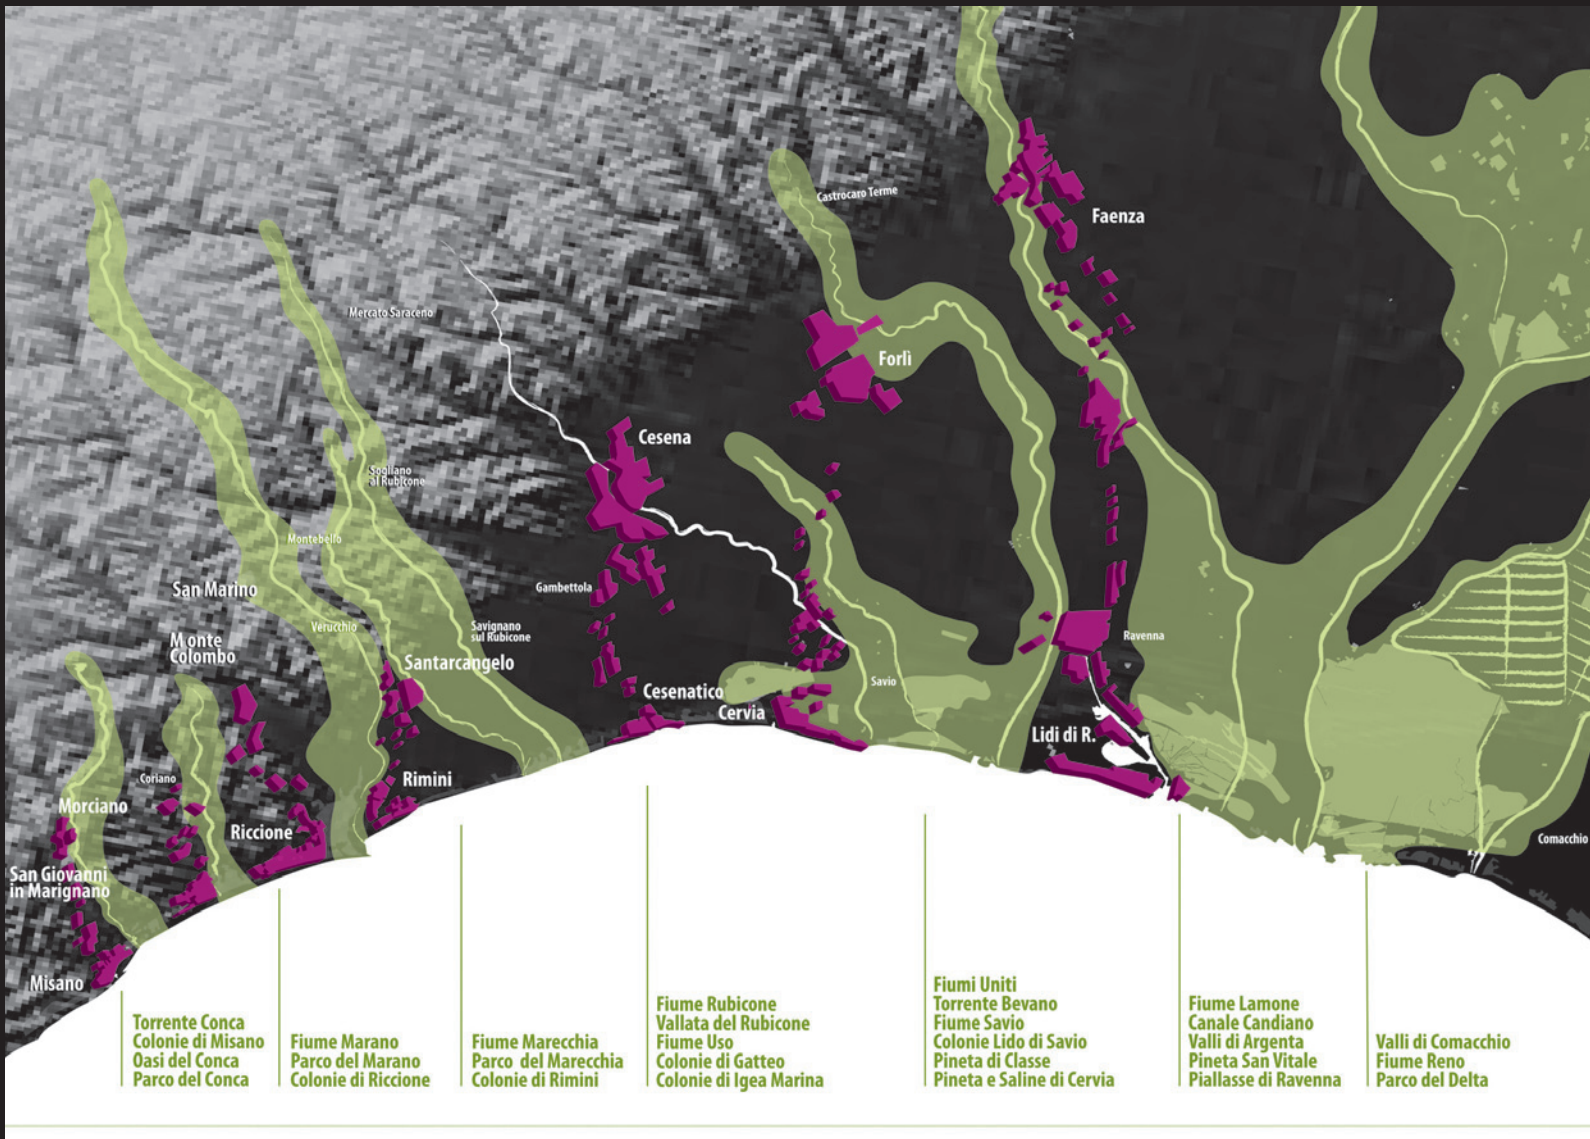 Castrocaro Terme
Faenza
Mercato Saraceno
Forlì
Cesena
Sogliano
al Rubicone
Montebello
San Marino
Gambettola
Verucchio
Savignano
sul Rubicone
Ravenna
Monte
Colombo
Santarcangelo
Savio
Cesenatico
Cervia
Lidi di R.
Coriano
Rimini
Morciano
Riccione
Comacchio
San Giovanni
in Marignano
Misano
Torrente Conca
Colonie di Misano
Oasi del Conca
Parco del Conca
Fiume Marano
Parco del Marano
Colonie di Riccione
Fiume Marecchia
Parco del Marecchia
Colonie di Rimini
Fiume Rubicone
Vallata del Rubicone
Fiume Uso
Colonie di Gatteo
Colonie di Igea Marina
Fiumi Uniti
Torrente Bevano
Fiume Savio
Colonie Lido di Savio
Pineta di Classe
Pineta e Saline di Cervia
Fiume Lamone
Canale Candiano
Valli di Argenta
Pineta San Vitale
Piallasse di Ravenna
Valli di Comacchio
Fiume Reno
Parco del Delta